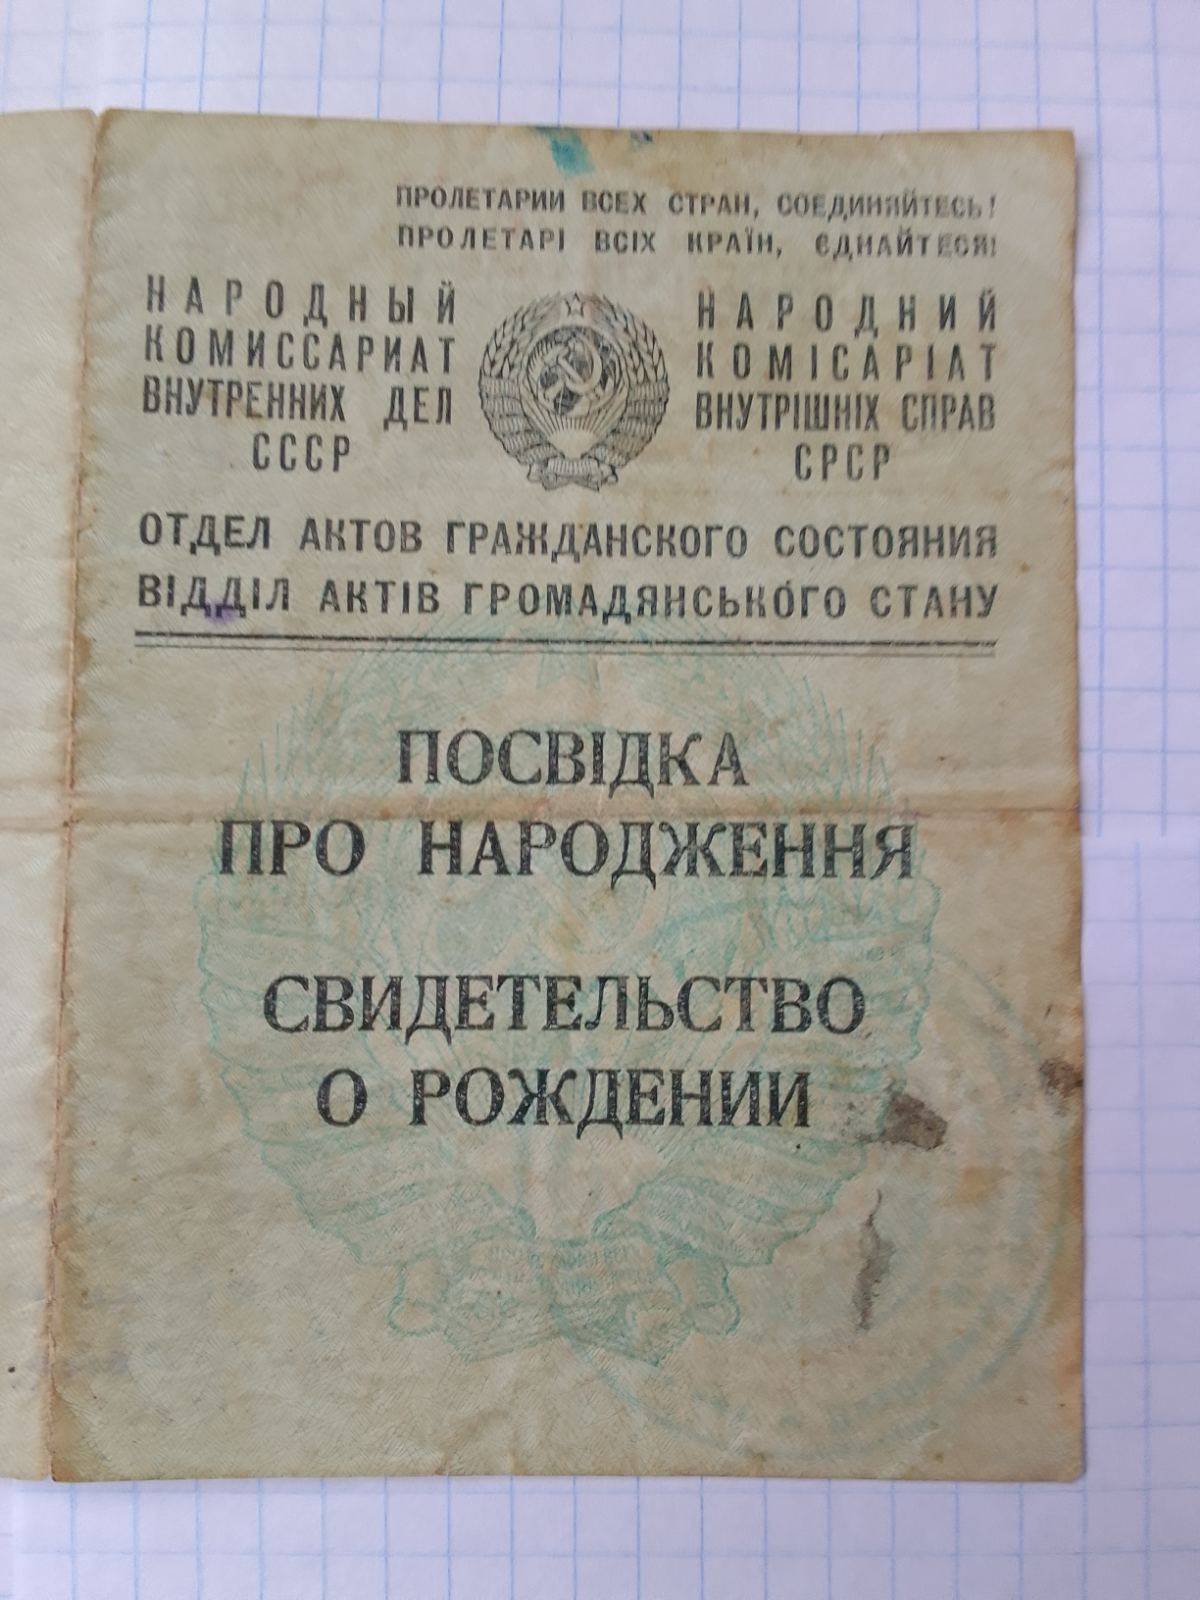 ПРОЛЕТАРИИ ВСЕХ СТРАН, СОЕДИНЯЙТЕСЬ!
ПРОЛЕТАРІ ВСІХ КРАЇН, ЄДНАЙТЕСЯ!
НАРОДНЫЙ
КОМИССАРИАТ
ВНУТРЕННИХ ДЕЛ
СССР
НАРОДНИЙ
КОМІСАРІАТ
ВНУТРІШНІХ СПРАВ
СРСР
ОТДЕЛ АКТОВ ГРАЖДАНСКОГО СОСТОЯНИЯ
ВІДДІЛ АКТІВ ГРОМАДЯНСЬКОГО СТАНУ
ПОСВІДКА
ПРО НАРОДЖЕННЯ
СВИДЕТЕЛЬСТВО
О РОЖДЕНИИ